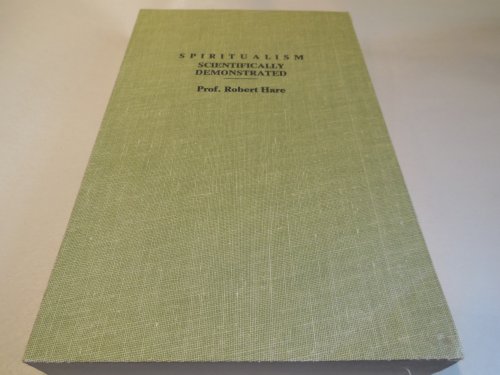 SPIRITUALISM
SCIENTIFICALLY
DEMONSTRATED
Prof. Robert Hare